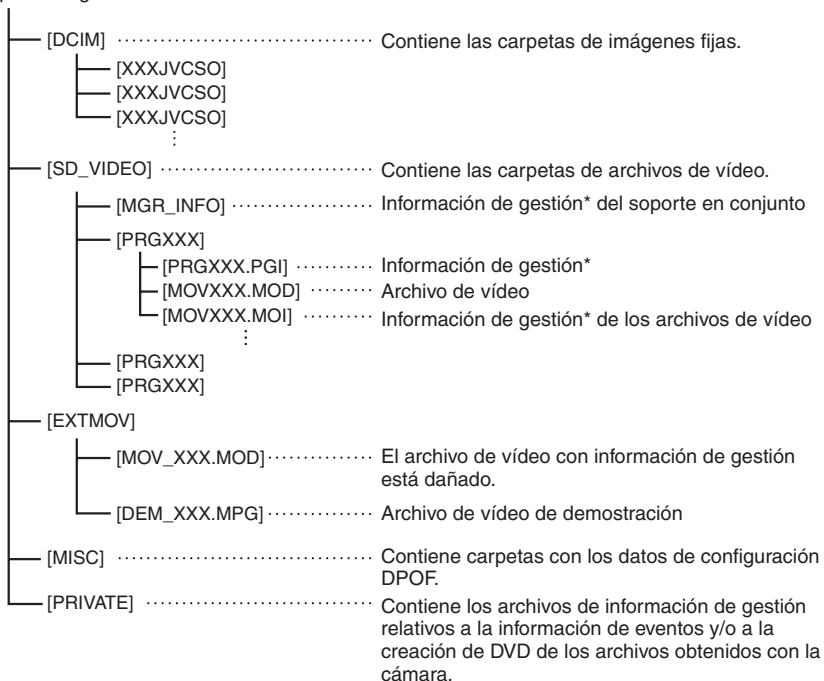 [DCIM] Contiene las carpetas de imágenes fijas.
[XXXJVCSO]
[XXXJVCSO]
[XXXJVCSO]
[SD_VIDEO] Contiene las carpetas de archivos de vídeo.
[MGR_INFO] Información de gestión* del soporte en conjunto
[PRGXXX]
[PRGXXX.PGI] Información de gestión*
[MOVXXX.MOD] Archivo de vídeo
[MOVXXX.MOI] Información de gestión* de los archivos de vídeo
[PRGXXX]
[PRGXXX]
[EXTMOV]
[MOV_XXX.MOD] El archivo de vídeo con información de gestión
está dañado.
[DEM_XXX.MPG] Archivo de vídeo de demostración
[MISC] Contiene carpetas con los datos de configuración
DPOF.
[PRIVATE] Contiene los archivos de información de gestión
relativos a la información de eventos y/o a la
creación de DVD de los archivos obtenidos con la
cámara.